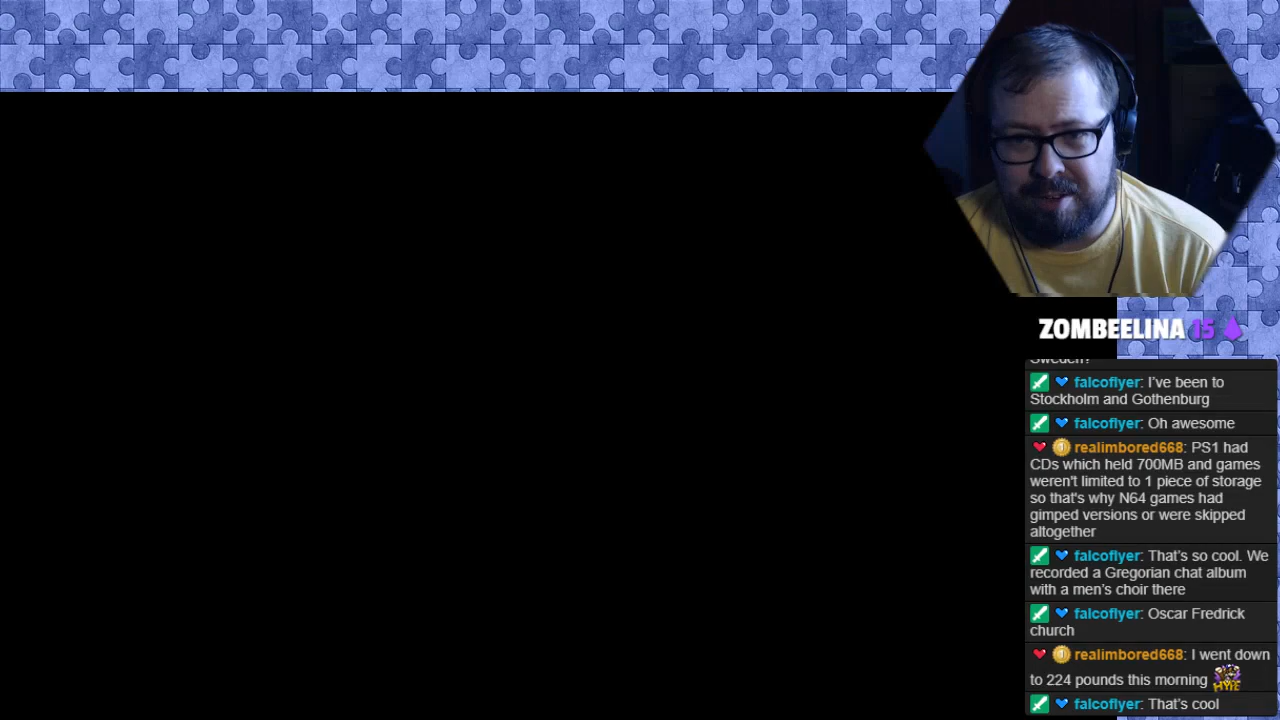 ZOMBEELINA 15
Sweden?
falcoflyer: I've been to
Stockholm and Gothenburg
falcoflyer: Oh awesome
realimbored668: PS1 had
CDs which held 700MB and games
weren't limited to 1 piece of storage
so that's why N64 games had
gimped versions or were skipped
altogether
falcoflyer: That's so cool. We
recorded a Gregorian chat album
with a men's choir there
falcoflyer: Oscar Fredrick
church
realimbored668: I went down
to 224 pounds this morning HYPE
falcoflyer: That's cool